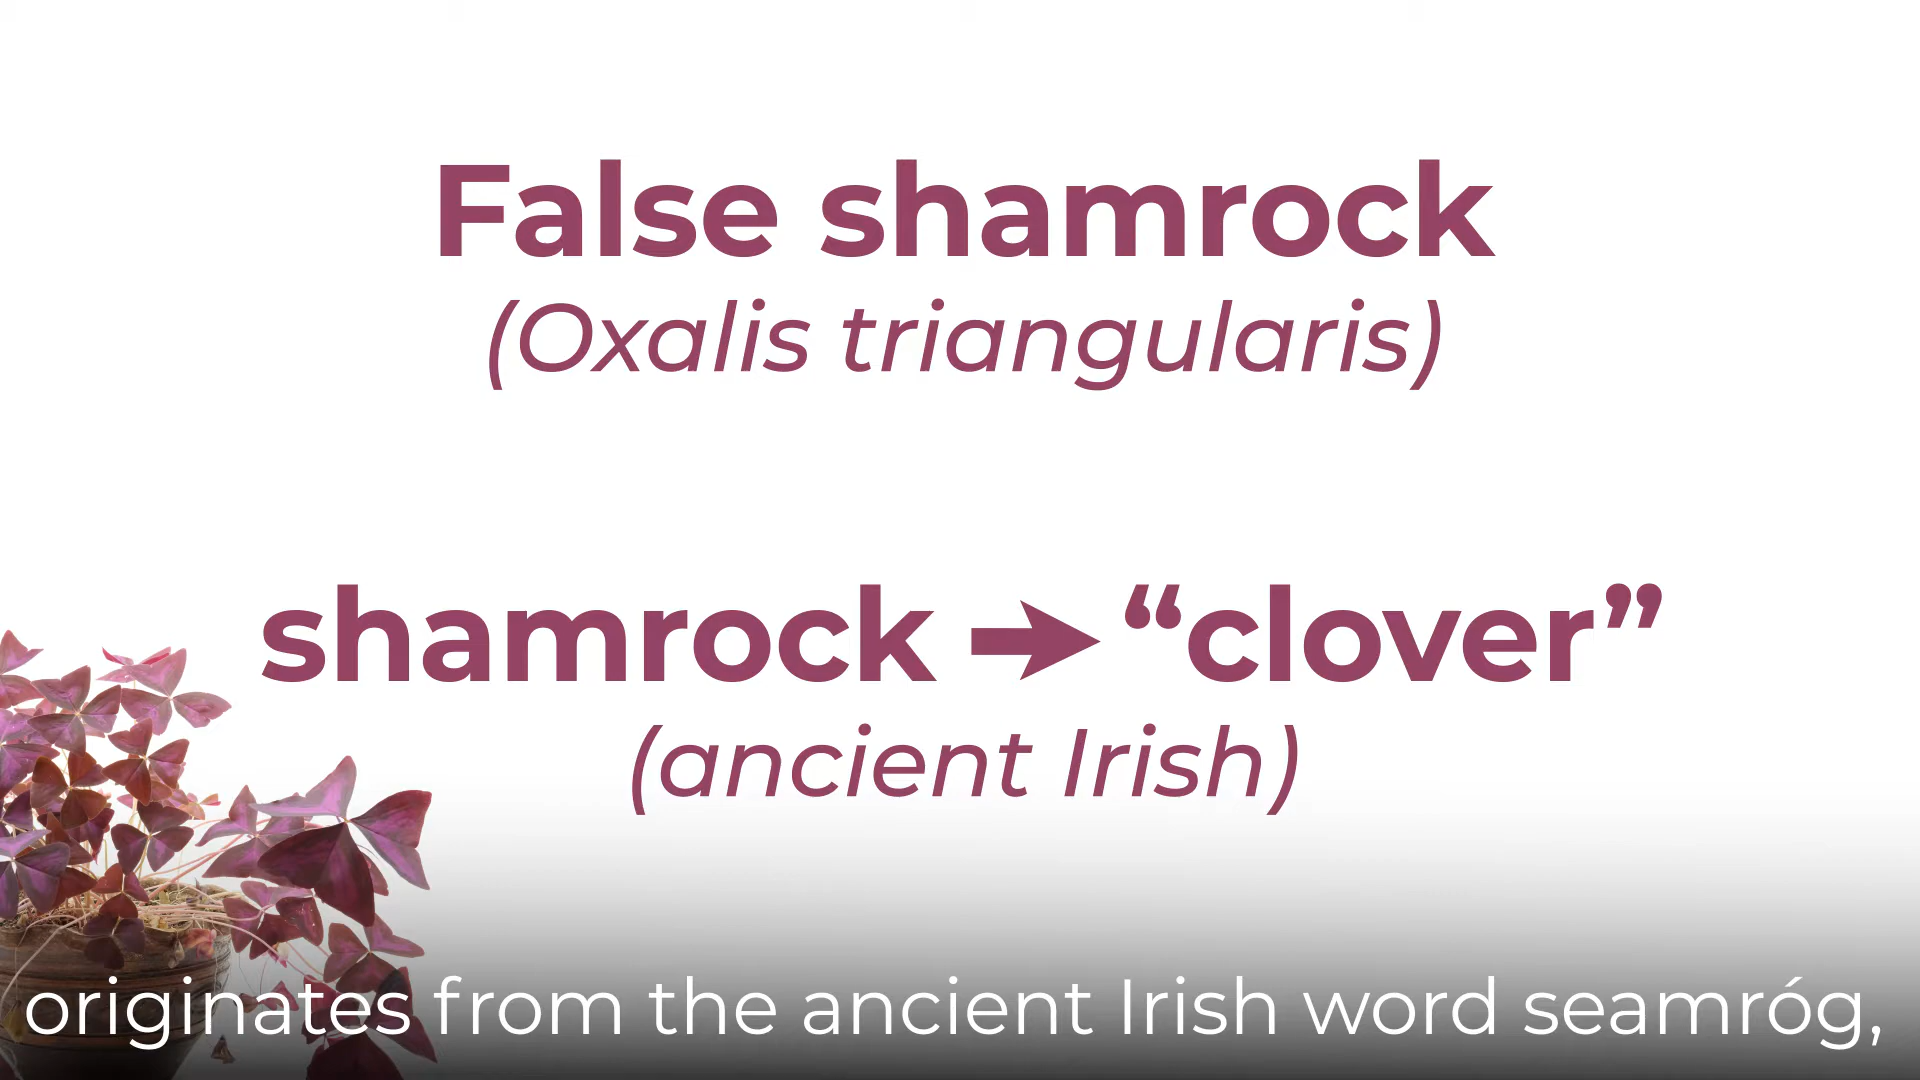 False shamrock
(Oxalis triangularis)
shamrock ➔ “clover”
(ancient Irish)
originates from the ancient Irish word seamróg,